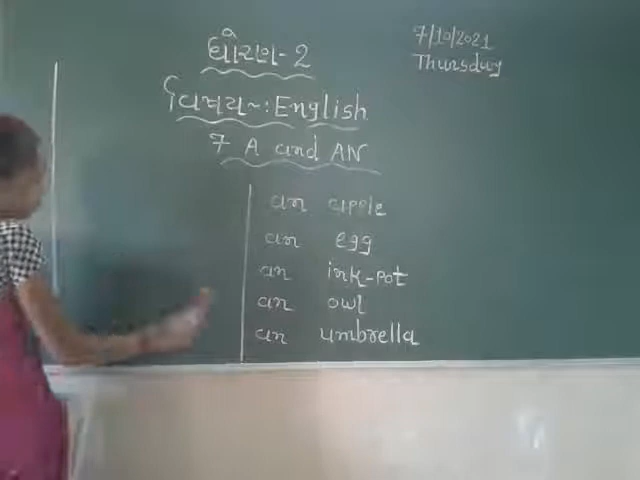 ધોરણ-2
7/10/2021
Thursday
વિષય:- English
7 A and AN
an apple
an egg
an ink-pot
an owl
an umbrella